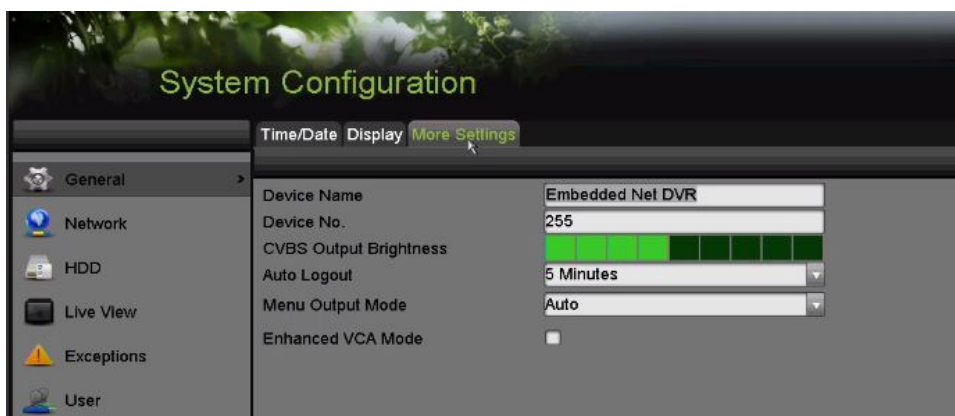 System Configuration
Time/Date Display More Settings
General >
Network
HDD
Live View
Exceptions
User
Device Name Embedded Net DVR
Device No. 255
CVBS Output Brightness
Auto Logout 5 Minutes
Menu Output Mode Auto
Enhanced VCA Mode